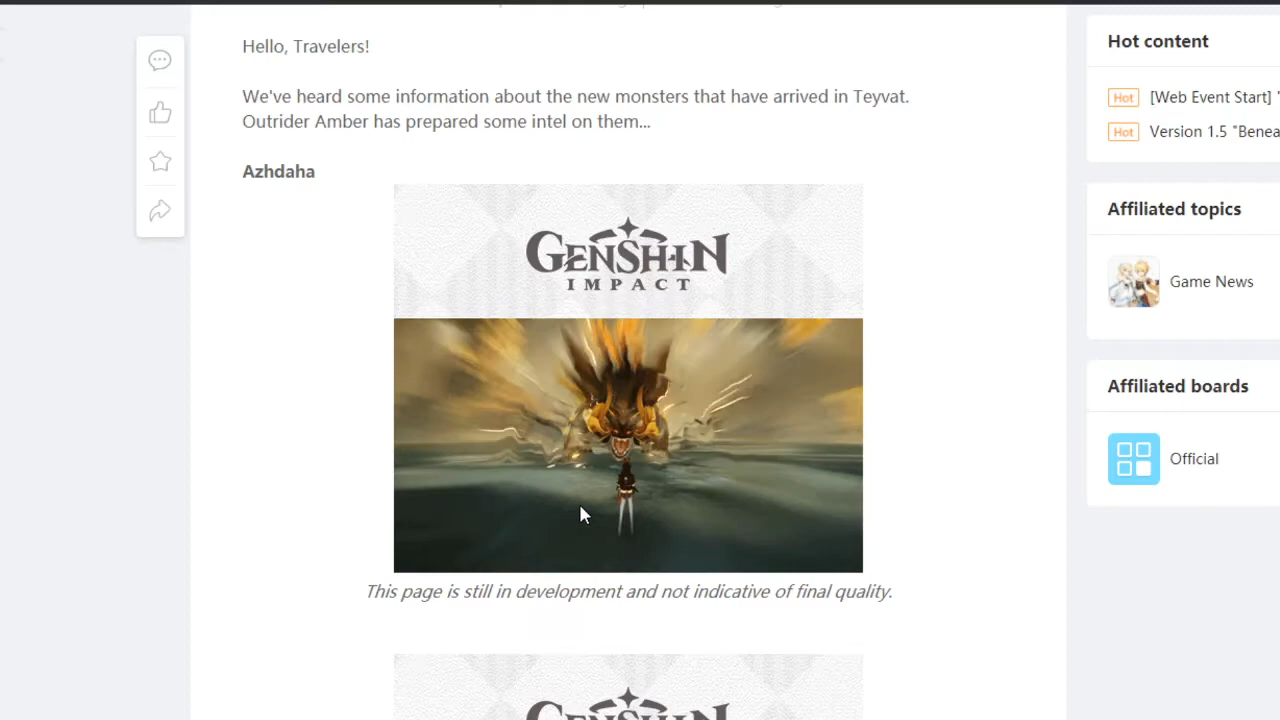 Hello, Travelers!
We've heard some information about the new monsters that have arrived in Teyvat.
Outrider Amber has prepared some intel on them...
Azhdaha
GENSHIN
IMPACT
This page is still in development and not indicative of final quality.
GENSHIN
Hot content
Hot [Web Event Start] "
Hot Version 1.5 "Benea
Affiliated topics
Game News
Affiliated boards
Official